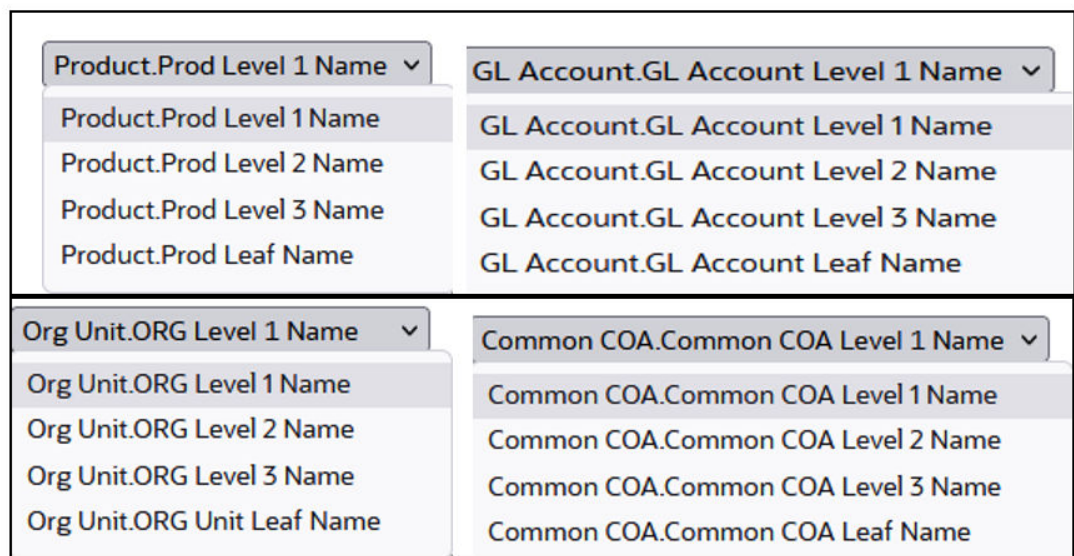 Product.Prod Level 1 Name
Product.Prod Level 1 Name
Product.Prod Level 2 Name
Product.Prod Level 3 Name
Product.Prod Leaf Name
GL Account.GL Account Level 1 Name
GL Account.GL Account Level 1 Name
GL Account.GL Account Level 2 Name
GL Account.GL Account Level 3 Name
GL Account.GL Account Leaf Name
Org Unit.ORG Level 1 Name
Org Unit.ORG Level 1 Name
Org Unit.ORG Level 2 Name
Org Unit.ORG Level 3 Name
Org Unit.ORG Unit Leaf Name
Common COA.Common COA Level 1 Name
Common COA.Common COA Level 1 Name
Common COA.Common COA Level 2 Name
Common COA.Common COA Level 3 Name
Common COA.Common COA Leaf Name